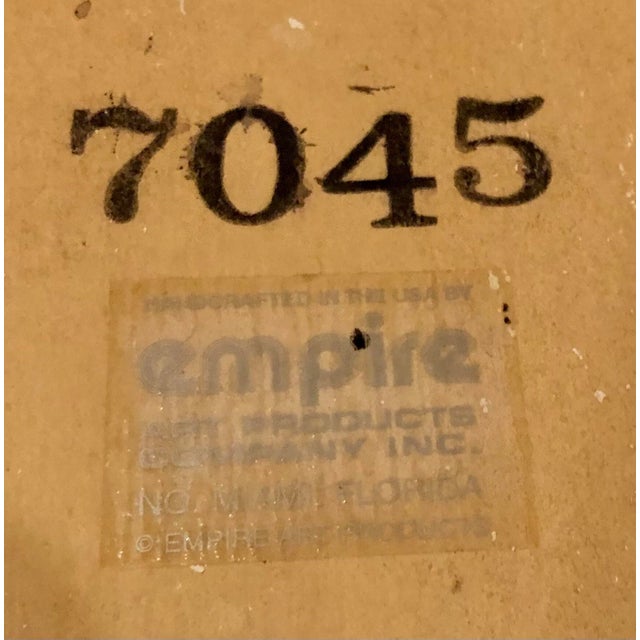 7045
HANDCRAFTED IN THE USA BY
empire
ART PRODUCTS
COMPANY INC.
NO. MIAMI FLORIDA
© EMPIRE ART PRODUCTS